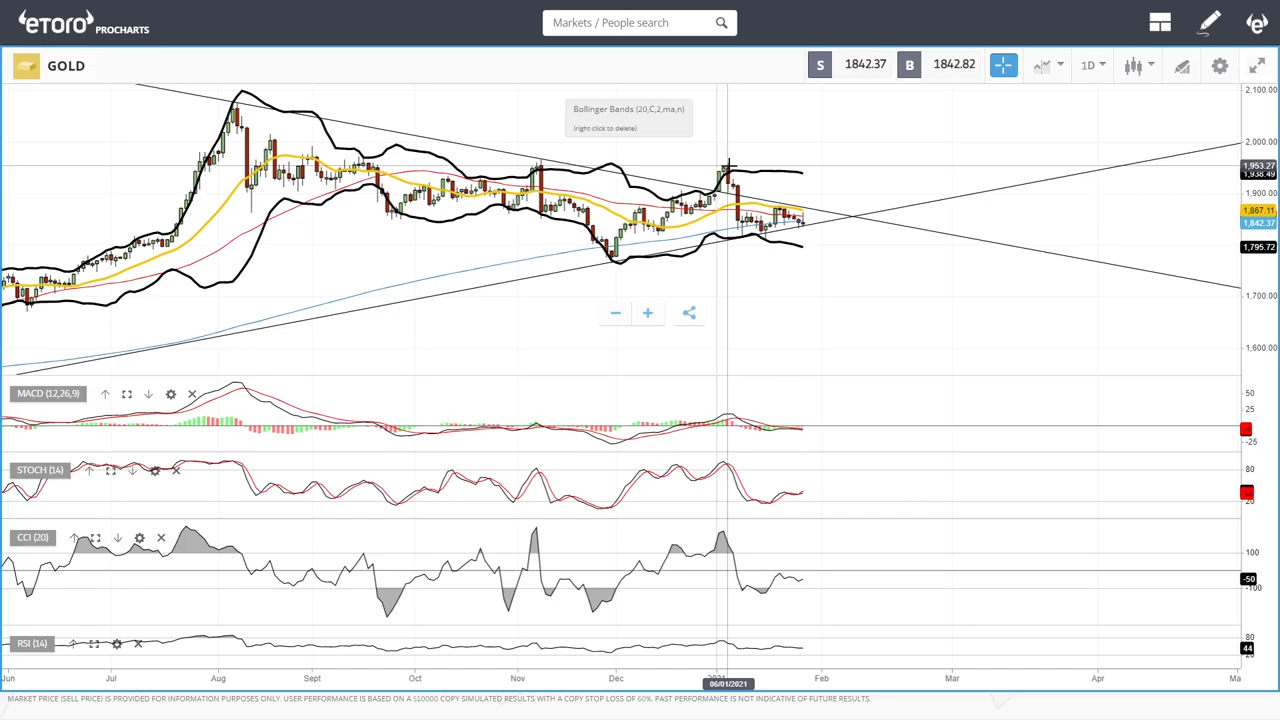 eToro PROCHARTS
Markets / People search
GOLD
S 1842.37 B 1842.82
1D
Bollinger Bands (20,C,2,ma,n)
(right click to delete)
2,100.00
2,000.00
1,953.27
1,938.49
1,900.00
1,867.11
1,842.37
1,795.72
1,700.00
1,600.00
MACD (12,26,9)
50
25
-25
STOCH (14)
80
20
CCI (20)
100
-50
-100
RSI (14)
80
44
Jun Jul Aug Sept Oct Nov Dec 2021 Feb Mar Apr Ma
06/01/2021
MARKET PRICE (SELL PRICE) IS PROVIDED FOR INFORMATION PURPOSES ONLY. USER PERFORMANCE IS BASED ON A $10000 COPY SIMULATED RESULTS WITH A COPY STOP LOSS OF 60%. PAST PERFORMANCE IS NOT INDICATIVE OF FUTURE RESULTS.